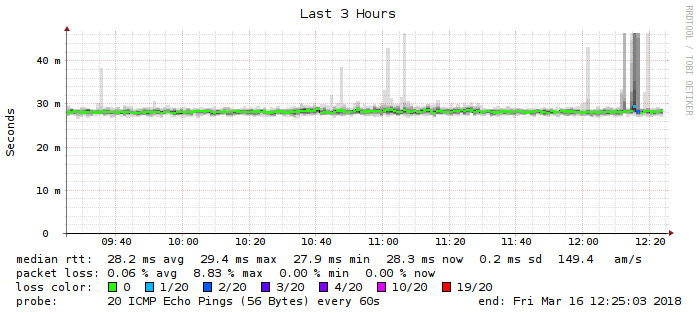 Last 3 Hours
RRDTOOL / TOBI OETIKER
Seconds
40 m
30 m
20 m
10 m
0
09:40 10:00 10:20 10:40 11:00 11:20 11:40 12:00 12:20
median rtt: 28.2 ms avg 29.4 ms max 27.9 ms min 28.3 ms now 0.2 ms sd 149.4 am/s
packet loss: 0.06 % avg 8.83 % max 0.00 % min 0.00 % now
loss color: 0 1/20 2/20 3/20 4/20 10/20 19/20
probe: 20 ICMP Echo Pings (56 Bytes) every 60s end: Fri Mar 16 12:25:03 2018